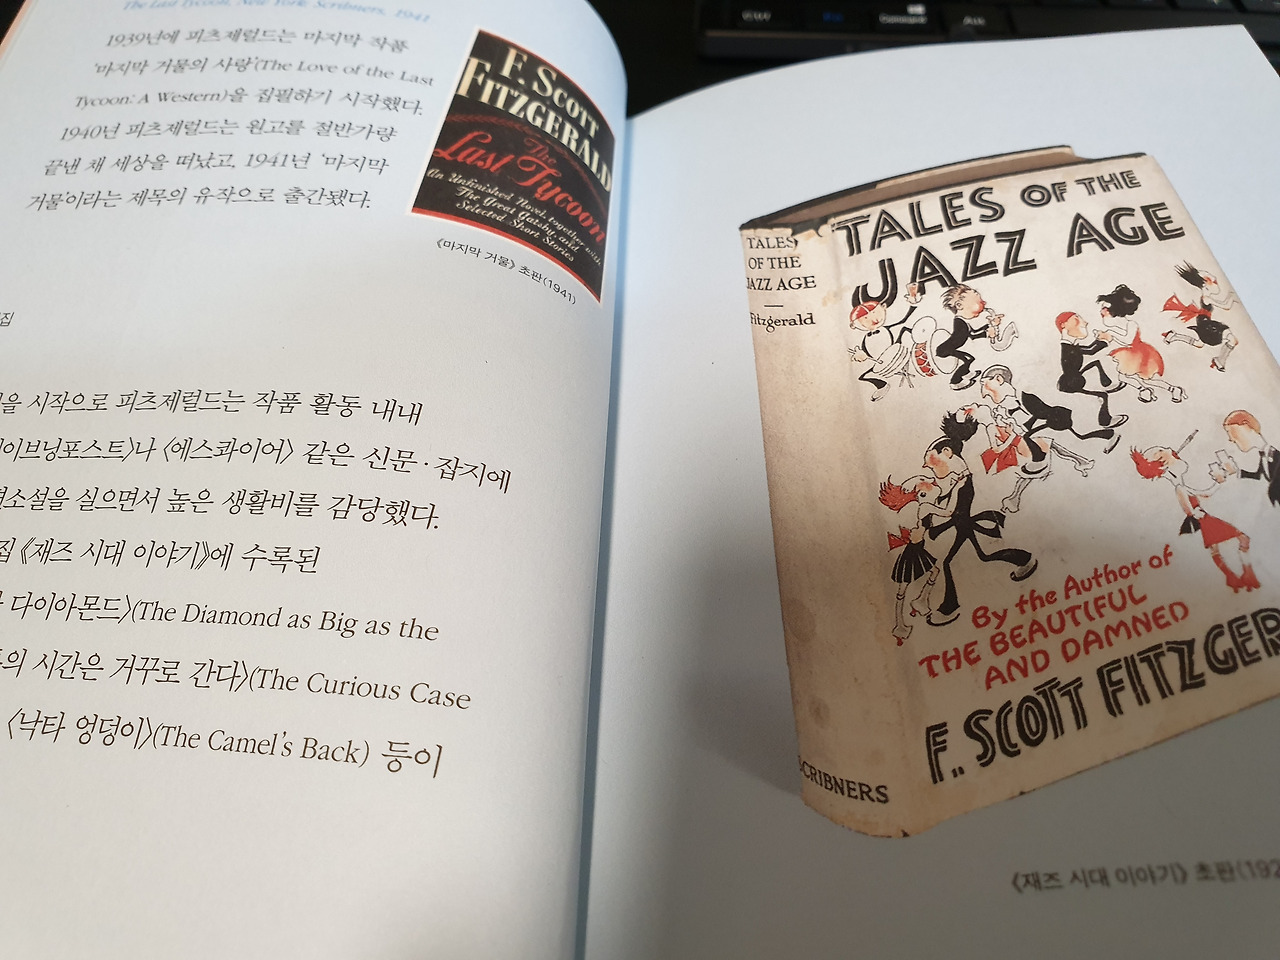 The Last Tycoon, New York: Scribners, 1941
1939년에 피츠제럴드는 마지막 작품
'마지막 거물의 사랑'(The Love of the Last
Tycoon: A Western)을 집필하기 시작했다.
1940년 피츠제럴드는 원고를 절반가량
끝낸 채 세상을 떠났고, 1941년 '마지막
거물'이라는 제목의 유작으로 출간됐다.
F. SCOTT
FITZGERALD
The
Last Tycoon
An Unfinished Novel, together with
The Great Gatsby, and
Selected Short Stories
《마지막 거물》 초판(1941)
집
을 시작으로 피츠제럴드는 작품 활동 내내
이브닝포스트〉나 〈에스콰이어〉 같은 신문·잡지에
소설을 실으면서 높은 생활비를 감당했다.
집 《재즈 시대 이야기》에 수록된
다이아몬드〉(The Diamond as Big as the
의 시간은 거꾸로 간다〉(The Curious Case
〈낙타 엉덩이〉(The Camel's Back) 등이
Ctrl
Command
Alt
TALES OF THE
JAZZ AGE
TALES
OF THE
JAZZ AGE
Fitzgerald
By the Author of
THE BEAUTIFUL
AND DAMNED
F. SCOTT FITZGER
SCRIBNERS
《재즈 시대 이야기》 초판(192